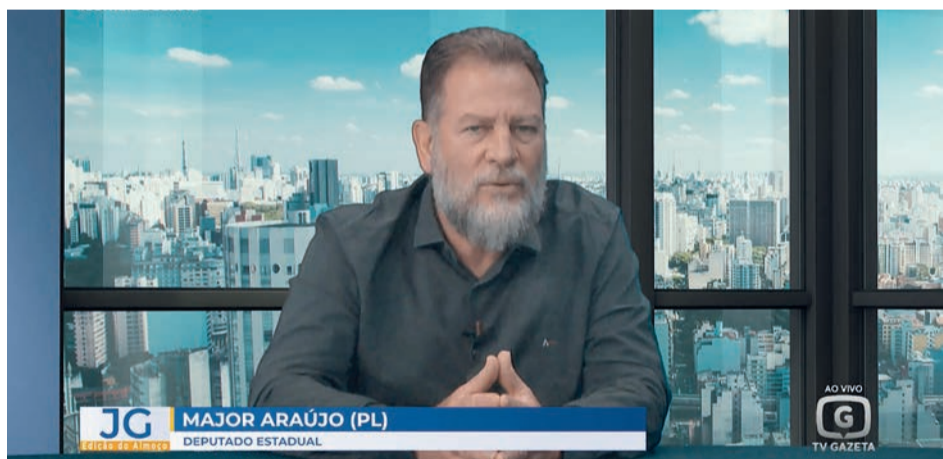 JG
Edição do Almoço
MAJOR ARAÚJO (PL)
DEPUTADO ESTADUAL
AO VIVO
G
TV GAZETA